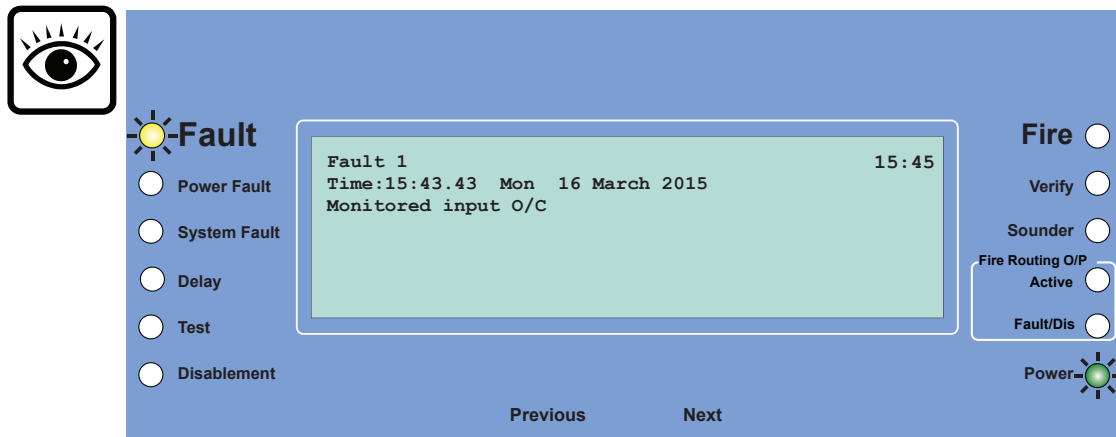 Fault
Power Fault
System Fault
Delay
Test
Disablement
Fault 1 15:45
Time:15:43.43 Mon 16 March 2015
Monitored input O/C
Previous Next
Fire
Verify
Sounder
Fire Routing O/P
Active
Fault/Dis
Power